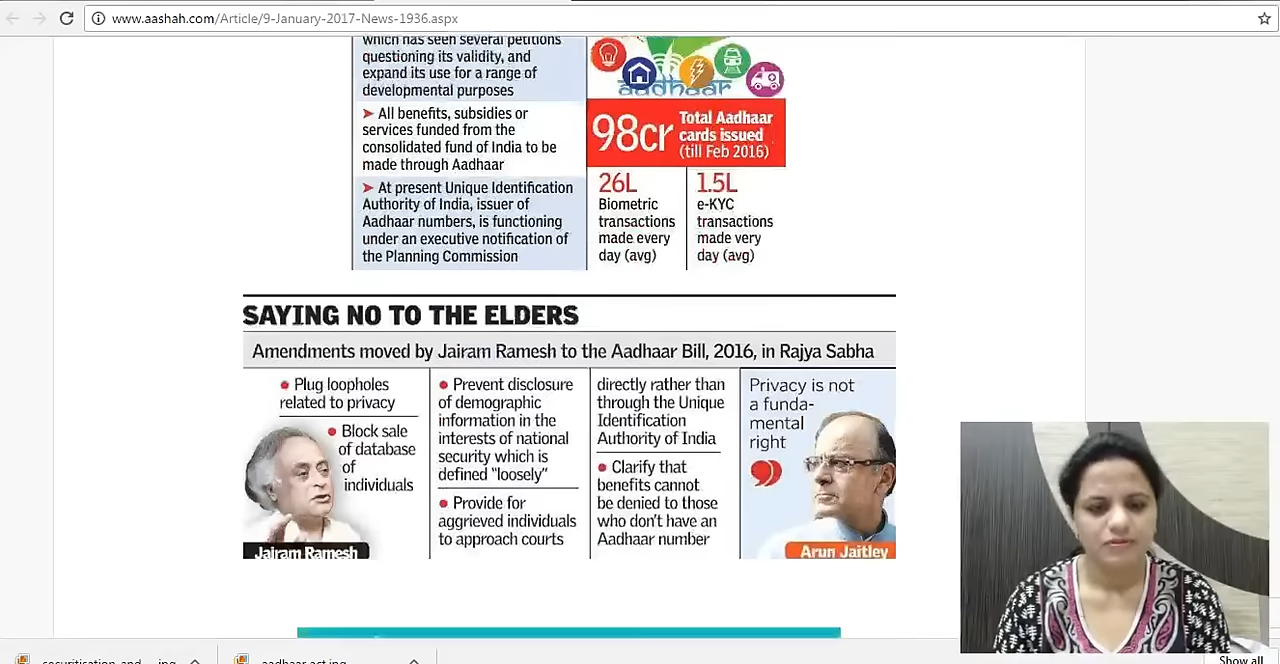 www.aashah.com/Article/9-January-2017-News-1936.aspx
which has seen several petitions
questioning its validity, and
expand its use for a range of
developmental purposes
➤ All benefits, subsidies or
services funded from the
consolidated fund of India to be
made through Aadhaar
➤ At present Unique Identification
Authority of India, issuer of
Aadhaar numbers, is functioning
under an executive notification of
the Planning Commission
aadhaar
98cr Total Aadhaar
cards issued
(till Feb 2016)
26L
Biometric
transactions
made every
day (avg)
1.5L
e-KYC
transactions
made very
day (avg)
SAYING NO TO THE ELDERS
Amendments moved by Jairam Ramesh to the Aadhaar Bill, 2016, in Rajya Sabha
• Plug loopholes
related to privacy
• Block sale
of database
of
individuals
Jairam Ramesh
• Prevent disclosure
of demographic
information in the
interests of national
security which is
defined "loosely"
• Provide for
aggrieved individuals
to approach courts
directly rather than
through the Unique
Identification
Authority of India
• Clarify that
benefits cannot
be denied to those
who don't have an
Aadhaar number
Privacy is not
a funda-
mental
right
Arun Jaitley
securitisation-and-....jpg
aadhaar act.jpg
Show all